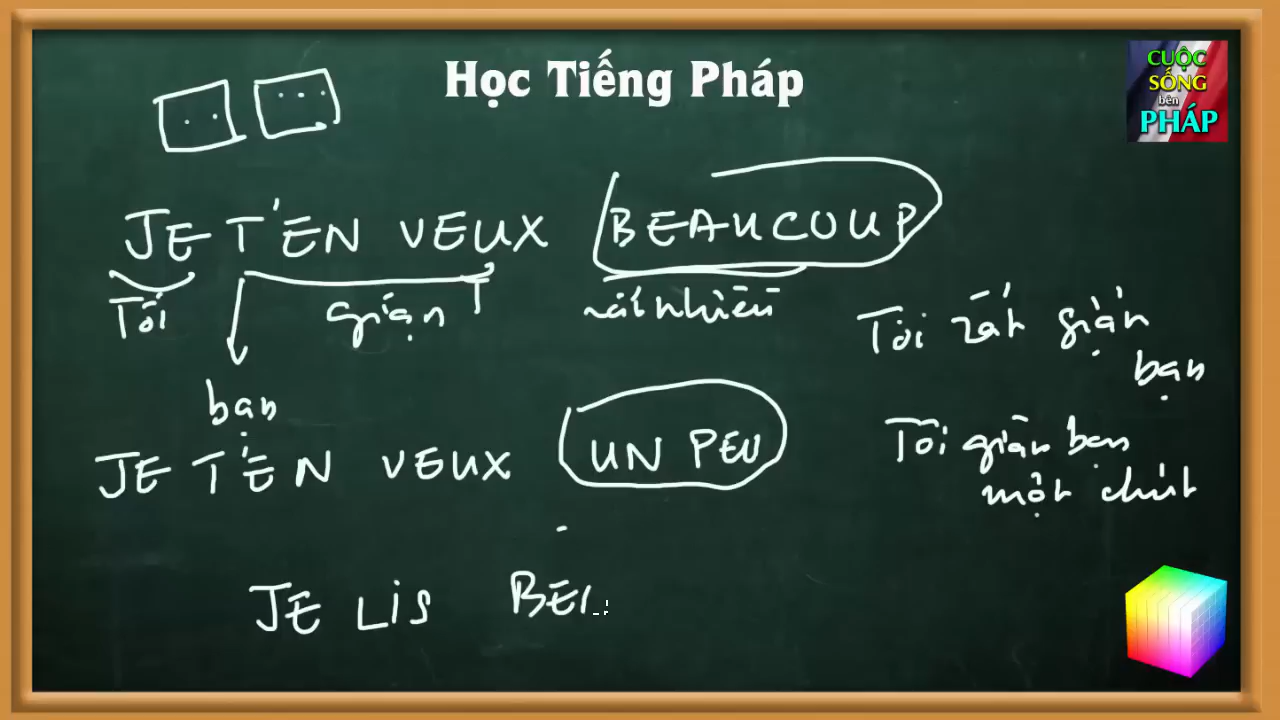 Học Tiếng Pháp
CUỘC
SỐNG
bên
PHÁP
JE T'EN VEUX BEAUCOUP
Tôi giận rất nhiều
bạn
Tôi rất giận
bạn
JE T'EN VEUX UN PEU
Tôi giận bạn
một chút
JE LIS BEA